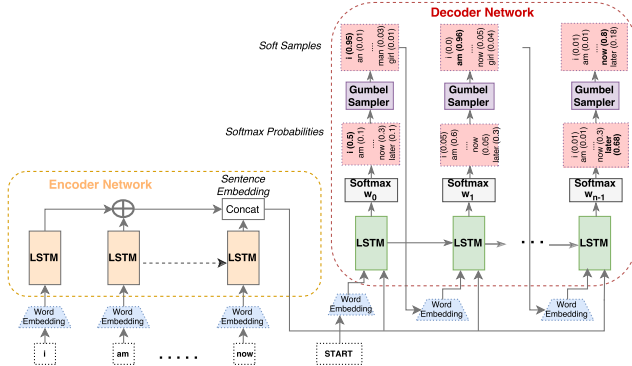 Decoder Network
Soft Samples
i (0.95)
am (0.01)
....
man (0.03)
girl (0.01)
i (0.0)
am (0.96)
....
now (0.05)
girl (0.04)
i (0.01)
am (0.01)
....
now (0.8)
later (0.18)
Gumbel
Sampler
Gumbel
Sampler
Gumbel
Sampler
Softmax Probabilities
i (0.5)
am (0.1)
....
now (0.3)
later (0.1)
i (0.05)
am (0.6)
....
now
(0.05)
later (0.3)
i (0.01)
am (0.01)
....
now (0.3)
later
(0.68)
Softmax
w0
Softmax
w1
Softmax
wn-1
Encoder Network
Sentence
Embedding
Concat
LSTM
LSTM
LSTM
LSTM
LSTM
. . .
LSTM
Word
Embedding
Word
Embedding
Word
Embedding
Word
Embedding
Word
Embedding
Word
Embedding
i
am
. . . . .
now
START